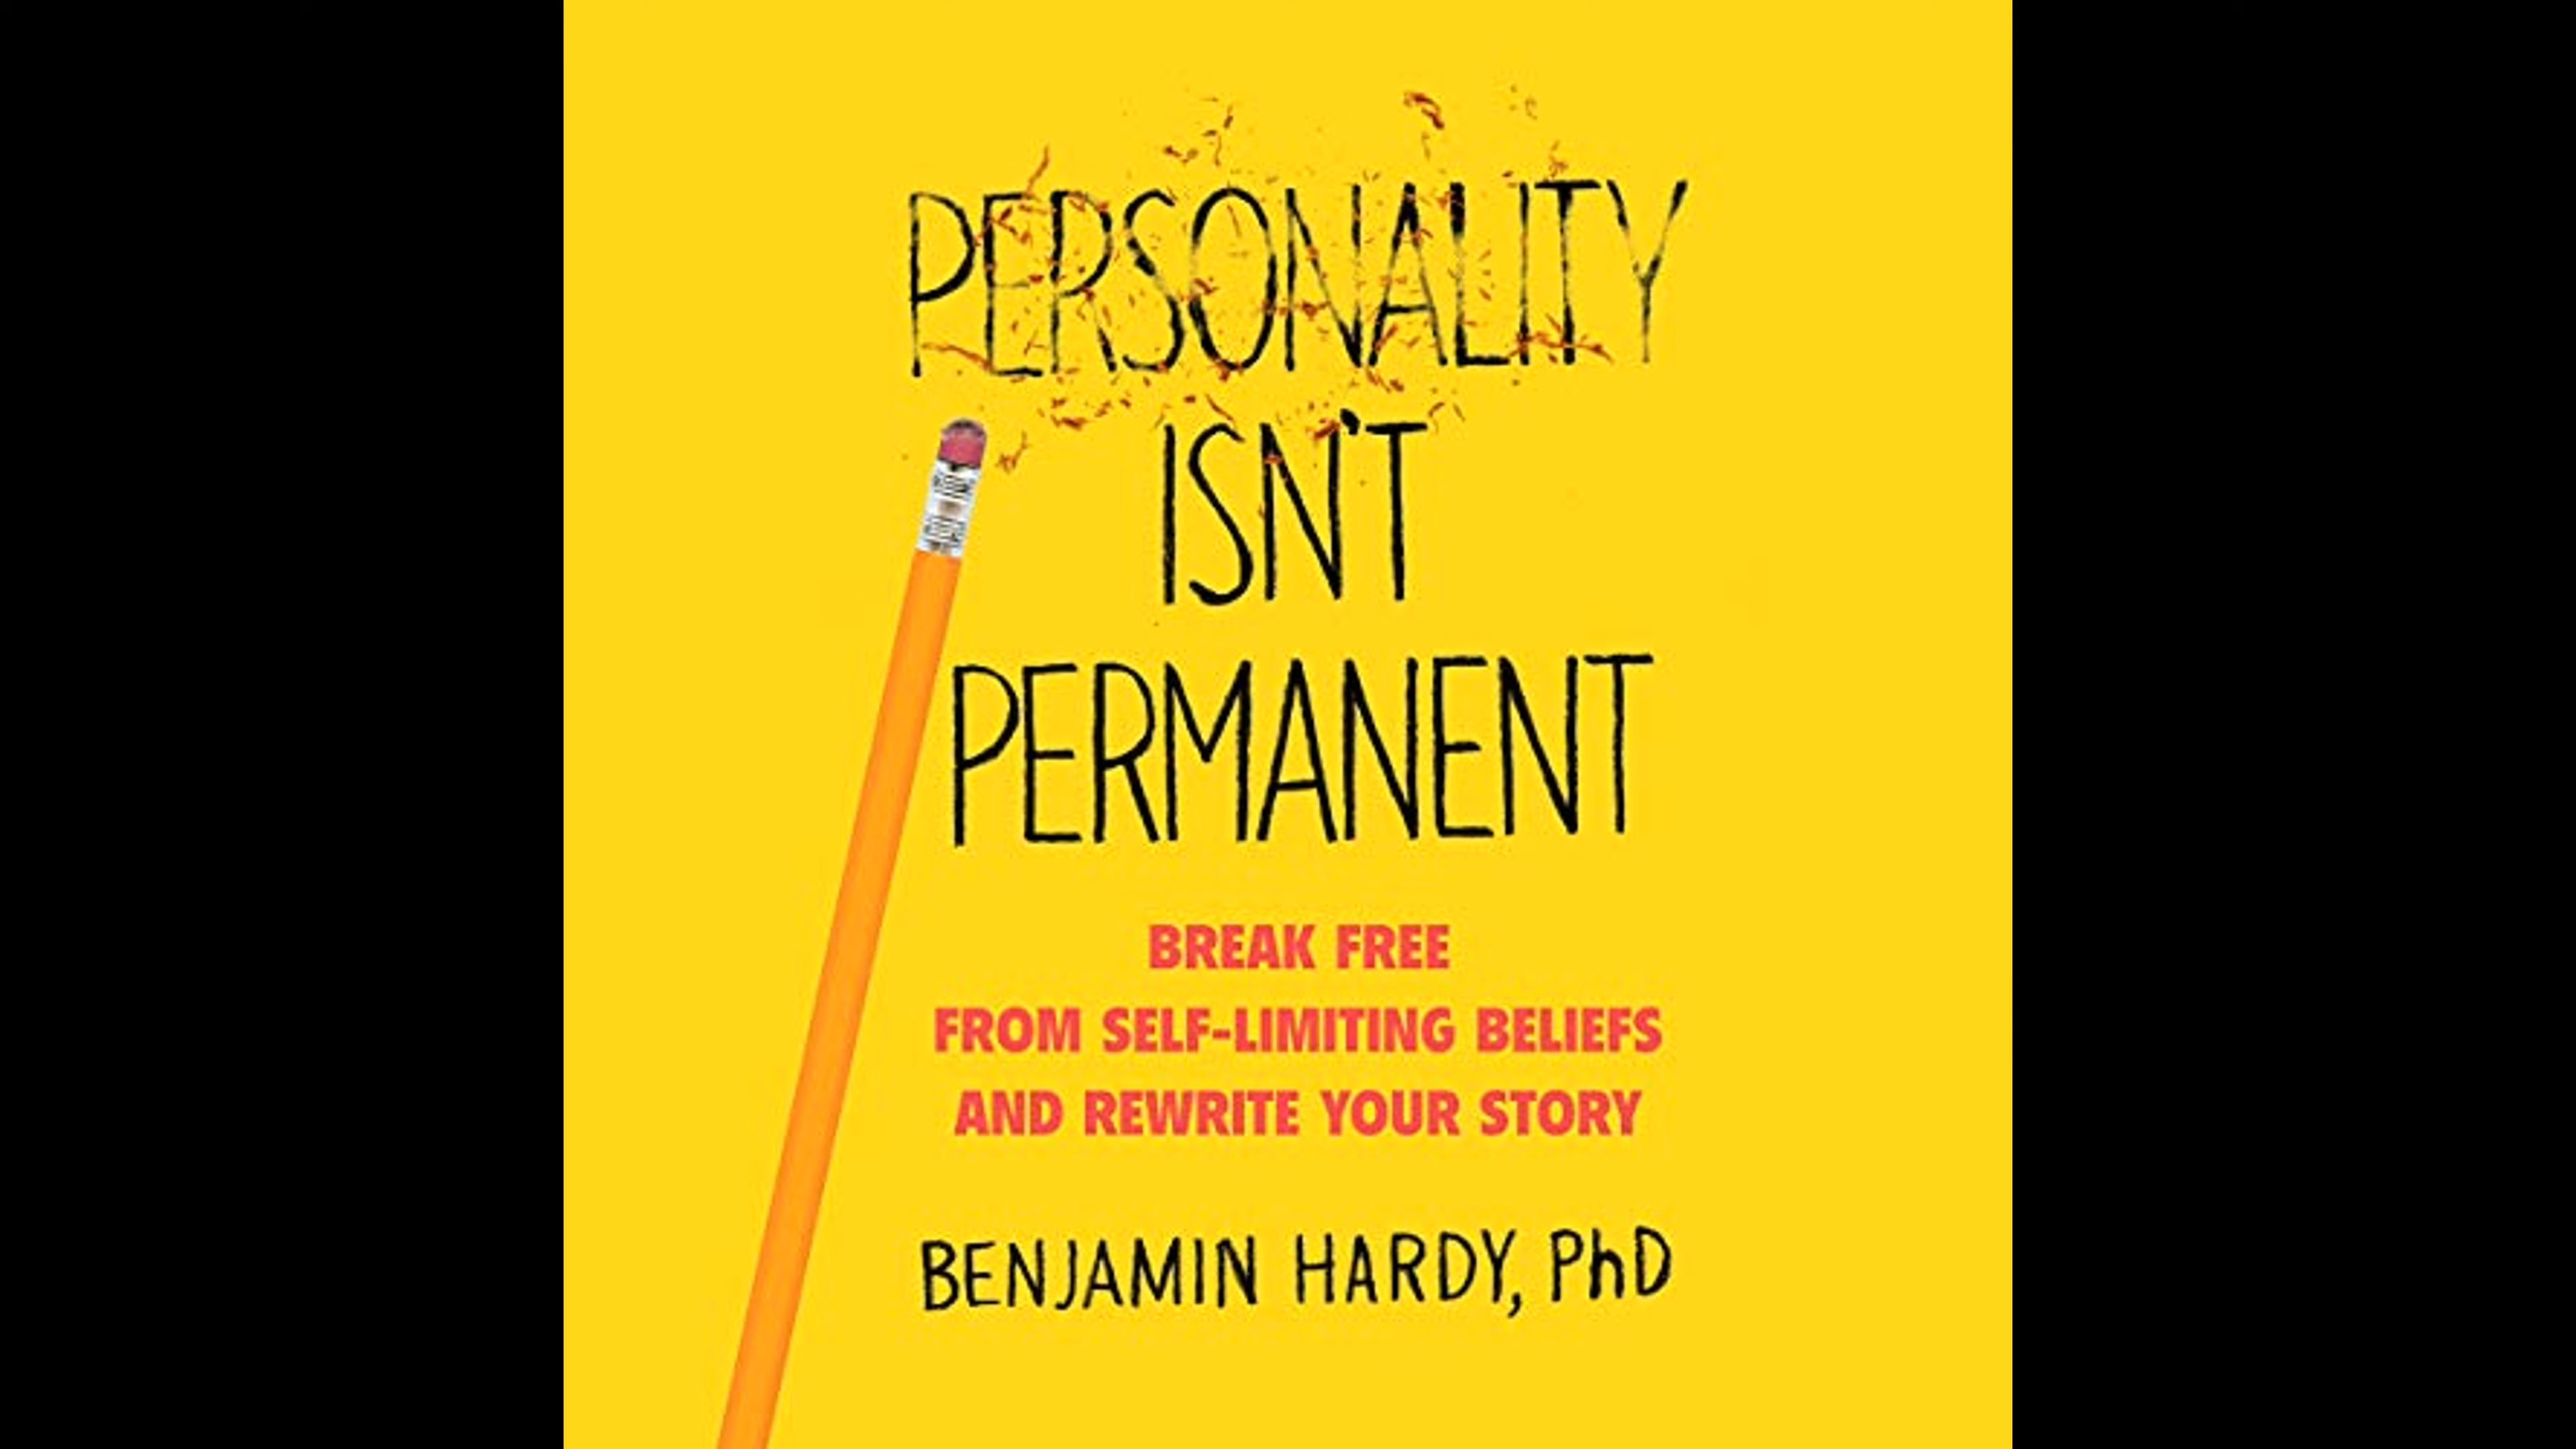 PERSONALITY
ISN'T
PERMANENT
BREAK FREE
FROM SELF-LIMITING BELIEFS
AND REWRITE YOUR STORY
BENJAMIN HARDY, PhD